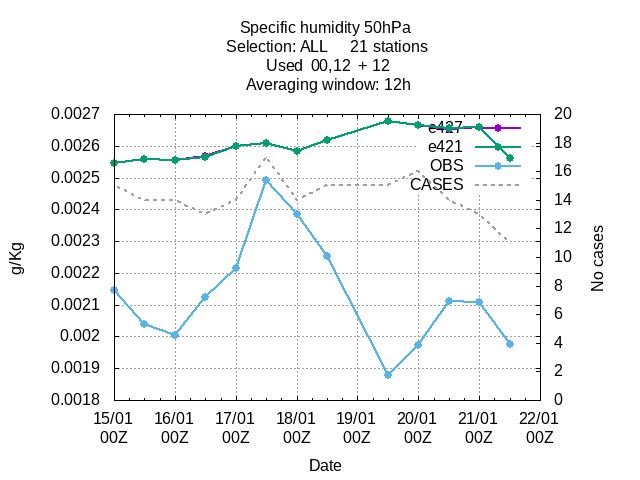 Specific humidity 50hPa
Selection: ALL 21 stations
Used 00,12 + 12
Averaging window: 12h
0.0027
0.0026
0.0025
0.0024
0.0023
0.0022
0.0021
0.002
0.0019
0.0018
g/Kg
20
18
16
14
12
10
8
6
4
2
0
No cases
e427
e421
OBS
CASES
15/01 16/01 17/01 18/01 19/01 20/01 21/01 22/01
00Z 00Z 00Z 00Z 00Z 00Z 00Z 00Z
Date